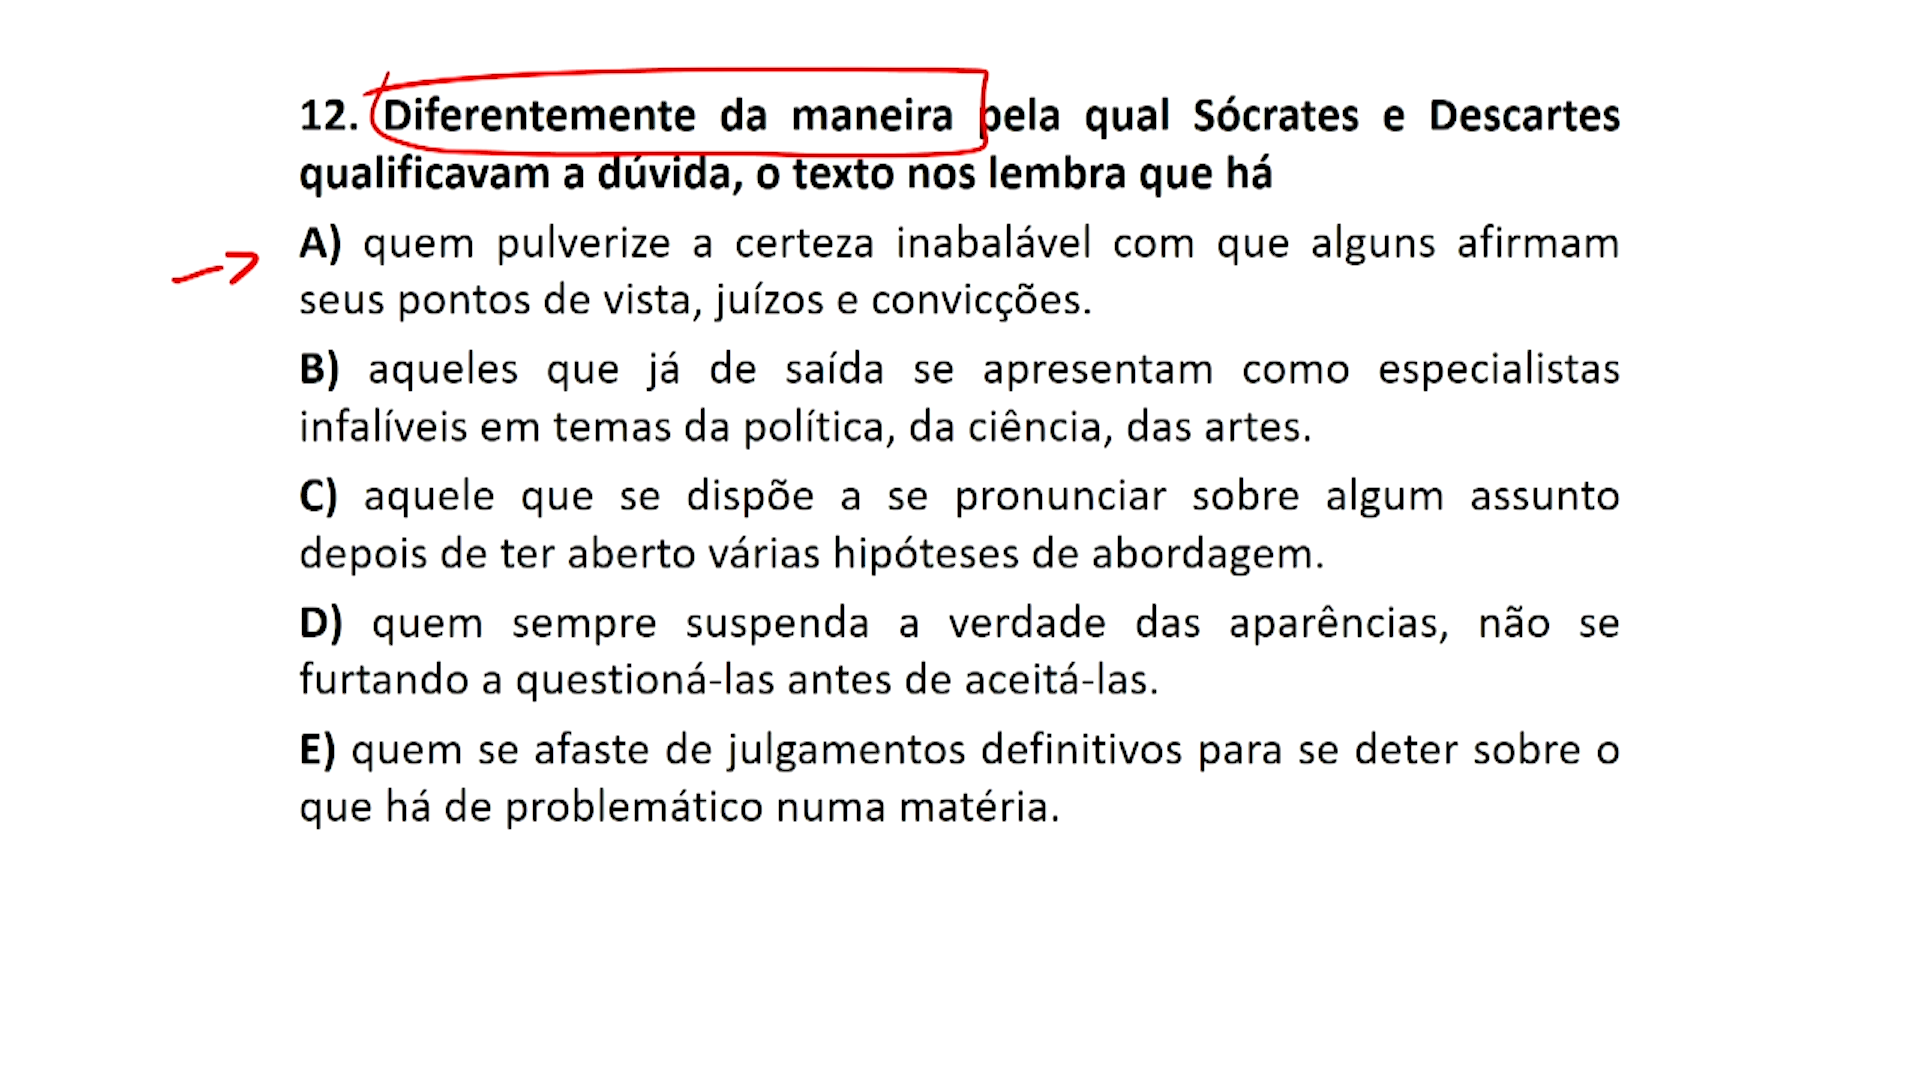 12. Diferentemente da maneira pela qual Sócrates e Descartes
qualificavam a dúvida, o texto nos lembra que há
A) quem pulverize a certeza inabalável com que alguns afirmam
seus pontos de vista, juízos e convicções.
B) aqueles que já de saída se apresentam como especialistas
infalíveis em temas da política, da ciência, das artes.
C) aquele que se dispõe a se pronunciar sobre algum assunto
depois de ter aberto várias hipóteses de abordagem.
D) quem sempre suspenda a verdade das aparências, não se
furtando a questioná-las antes de aceitá-las.
E) quem se afaste de julgamentos definitivos para se deter sobre o
que há de problemático numa matéria.